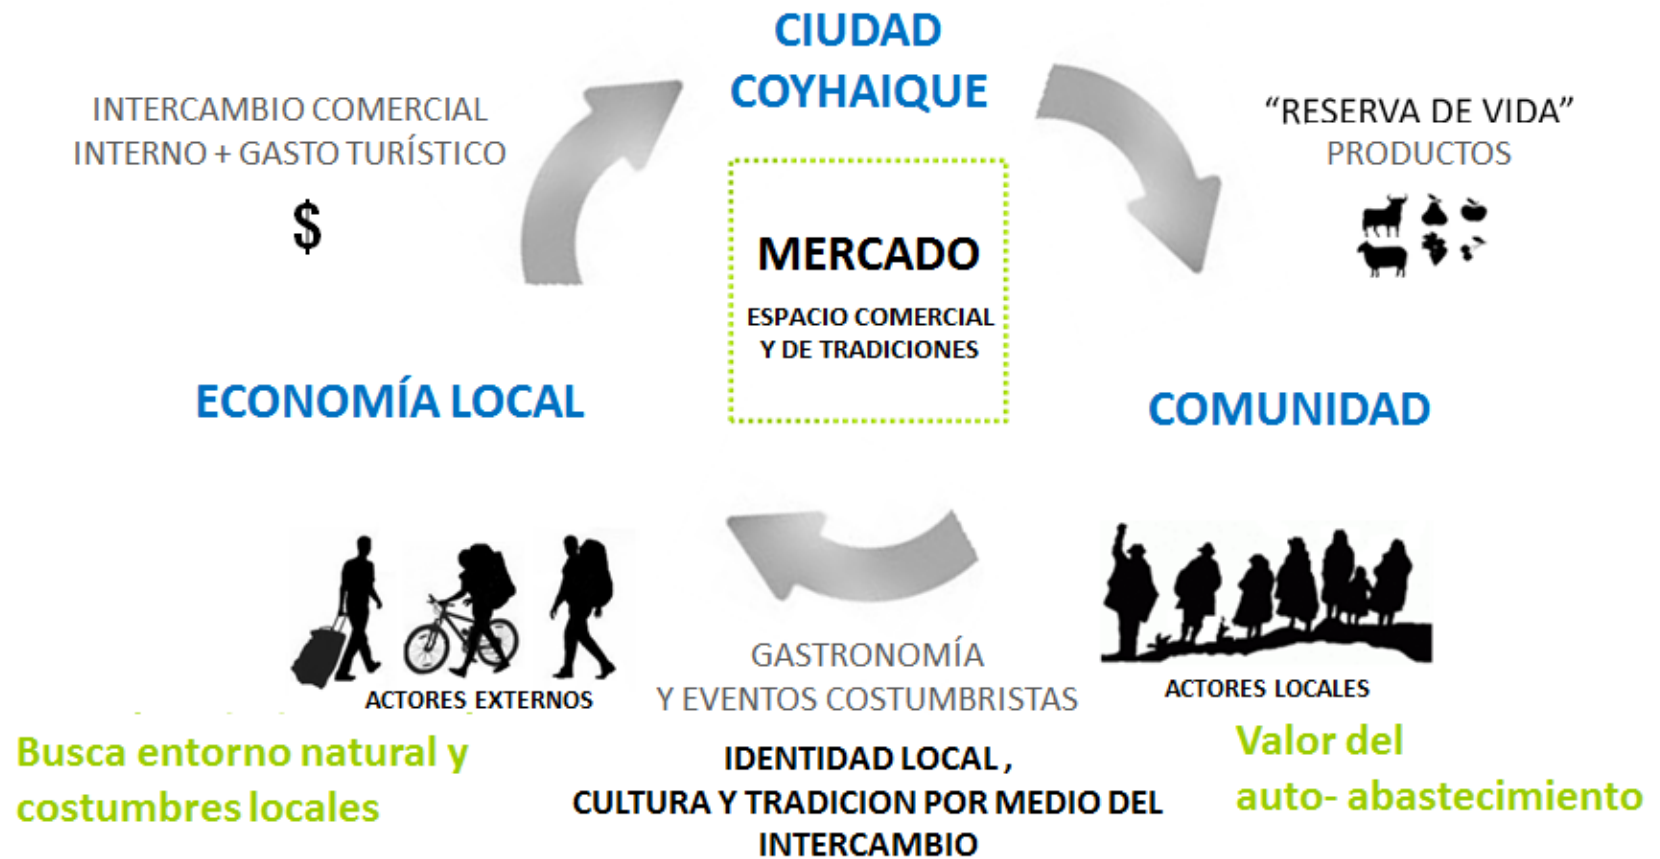 CIUDAD
COYHAIQUE
INTERCAMBIO COMERCIAL
INTERNO + GASTO TURÍSTICO
$
“RESERVA DE VIDA”
PRODUCTOS
MERCADO
ESPACIO COMERCIAL
Y DE TRADICIONES
ECONOMÍA LOCAL
COMUNIDAD
ACTORES EXTERNOS
Busca entorno natural y
costumbres locales
GASTRONOMÍA
Y EVENTOS COSTUMBRISTAS
IDENTIDAD LOCAL ,
CULTURA Y TRADICION POR MEDIO DEL
INTERCAMBIO
ACTORES LOCALES
Valor del
auto- abastecimiento